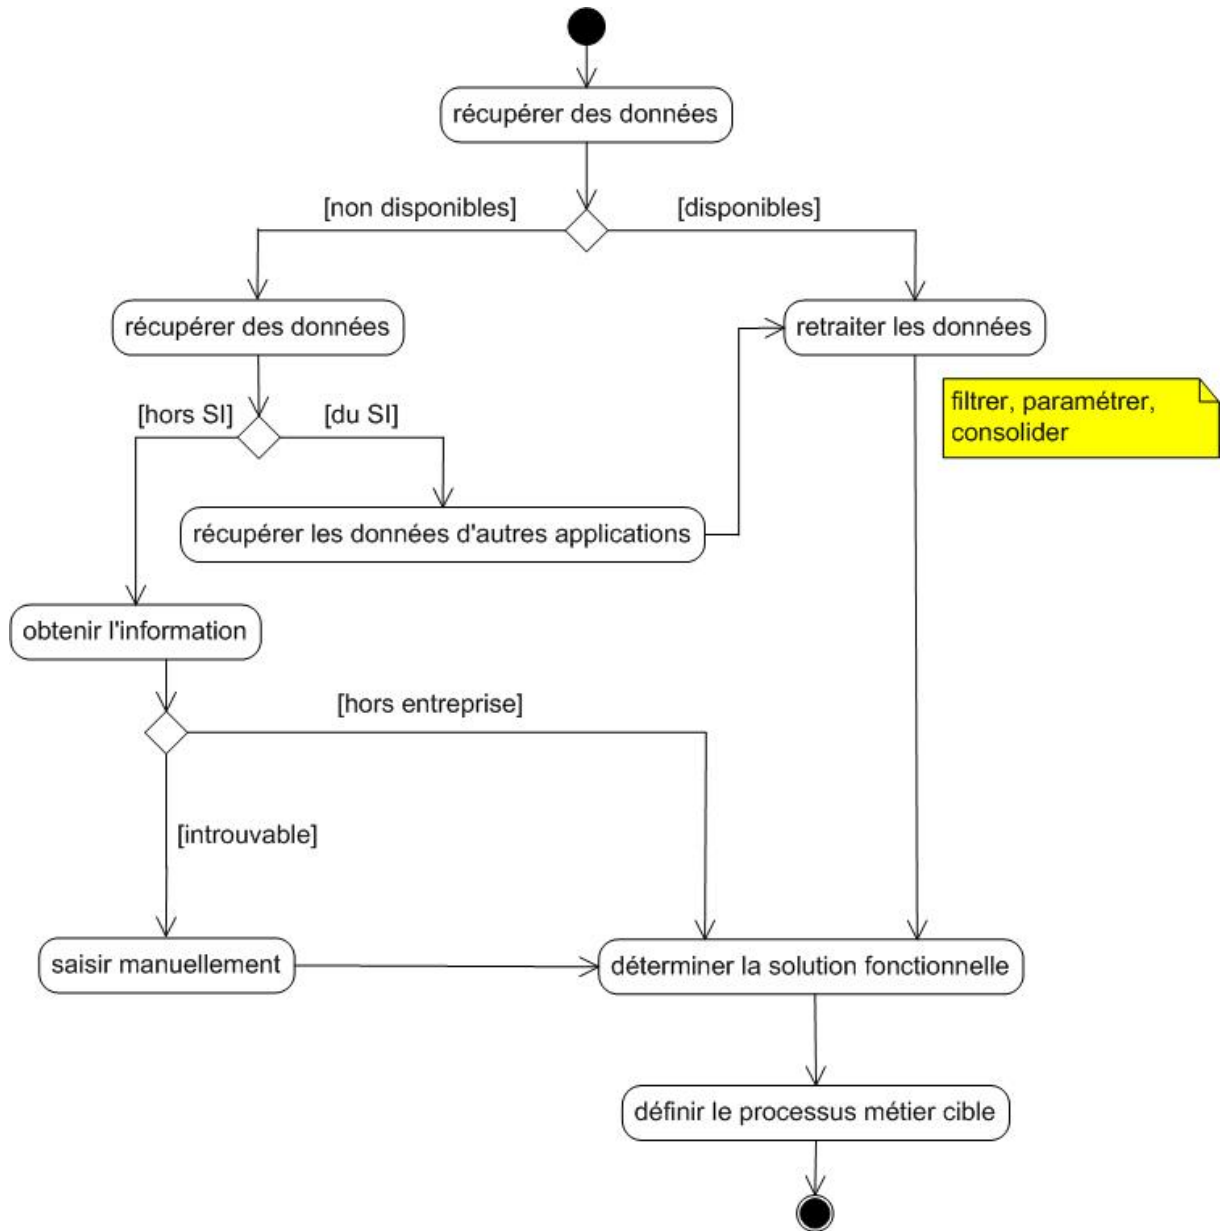 récupérer des données
[non disponibles]
[disponibles]
récupérer des données
retraiter les données
filtrer, paramétrer,
consolider
[hors SI]
[du SI]
récupérer les données d'autres applications
obtenir l'information
[hors entreprise]
[introuvable]
saisir manuellement
déterminer la solution fonctionnelle
définir le processus métier cible